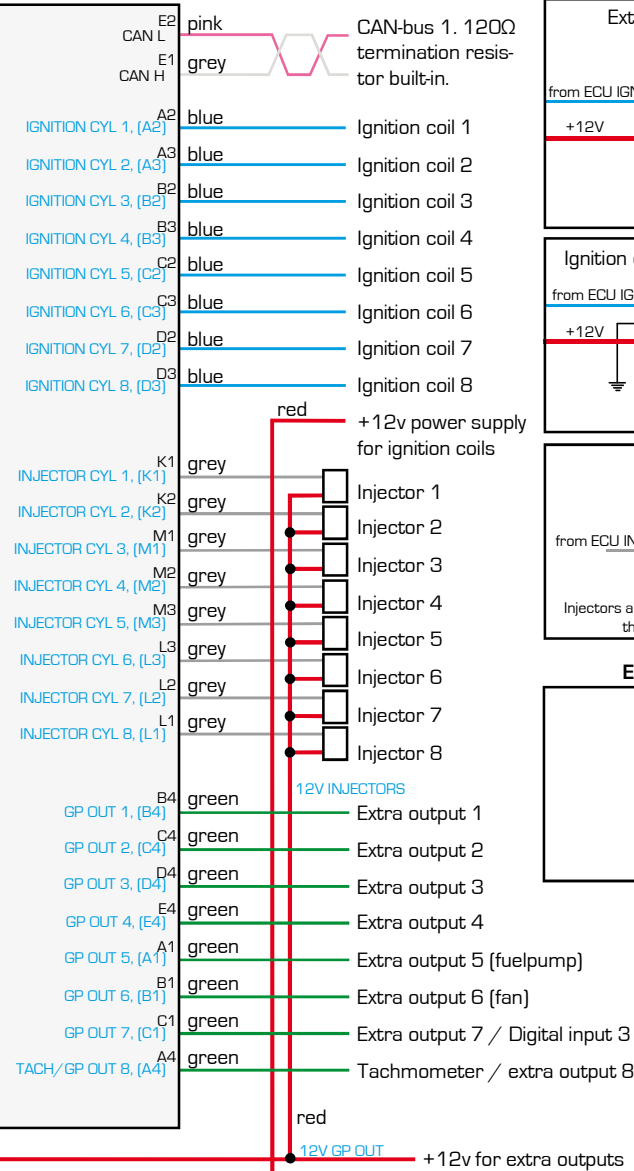 E2 pink
CAN L
CAN-bus 1. 120Ω
termination resis-
tor built-in.
E1 grey
CAN H
A2 blue
IGNITION CYL 1, (A2)
Ignition coil 1
A3 blue
IGNITION CYL 2, (A3)
Ignition coil 2
B2 blue
IGNITION CYL 3, (B2)
Ignition coil 3
B3 blue
IGNITION CYL 4, (B3)
Ignition coil 4
C2 blue
IGNITION CYL 5, (C2)
Ignition coil 5
C3 blue
IGNITION CYL 6, (C3)
Ignition coil 6
D2 blue
IGNITION CYL 7, (D2)
Ignition coil 7
D3 blue
IGNITION CYL 8, (D3)
Ignition coil 8
red
+12v power supply
for ignition coils
K1 grey
INJECTOR CYL 1, (K1)
Injector 1
K2 grey
INJECTOR CYL 2, (K2)
Injector 2
M1 grey
INJECTOR CYL 3, (M1)
Injector 3
M2 grey
INJECTOR CYL 4, (M2)
Injector 4
M3 grey
INJECTOR CYL 5, (M3)
Injector 5
L3 grey
INJECTOR CYL 6, (L3)
Injector 6
L2 grey
INJECTOR CYL 7, (L2)
Injector 7
L1 grey
INJECTOR CYL 8, (L1)
Injector 8
12V INJECTORS
B4 green
GP OUT 1, (B4)
Extra output 1
C4 green
GP OUT 2, (C4)
Extra output 2
D4 green
GP OUT 3, (D4)
Extra output 3
E4 green
GP OUT 4, (E4)
Extra output 4
A1 green
GP OUT 5, (A1)
Extra output 5 (fuelpump)
B1 green
GP OUT 6, (B1)
Extra output 6 (fan)
C1 green
GP OUT 7, (C1)
Extra output 7 / Digital input 3
A4 green
TACH/GP OUT 8, (A4)
Tachmometer / extra output 8
red
12V GP OUT
+12v for extra outputs
Ext
from ECU IGN
+12V
Ignition
from ECU IG
+12V
from ECU IN
Injectors a
th
E